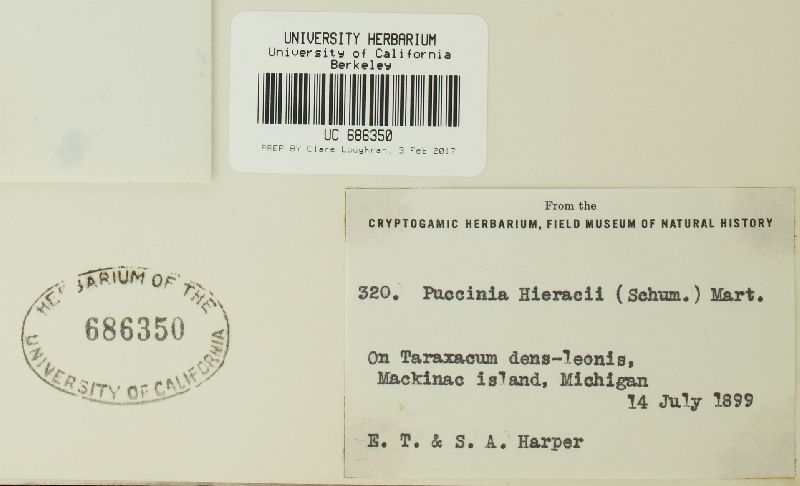 UNIVERSITY HERBARIUM
University of California
Berkeley
UC 686350
PREP BY Clare Loughran, 3 Feb 2017
From the
CRYPTOGAMIC HERBARIUM, FIELD MUSEUM OF NATURAL HISTORY
320. Puccinia Hieracii (Schum.) Mart.
On Taraxacum dens-leonis,
Mackinac island, Michigan
14 July 1899
E. T. & S. A. Harper
HERBARIUM OF THE
686350
UNIVERSITY OF CALIFORNIA